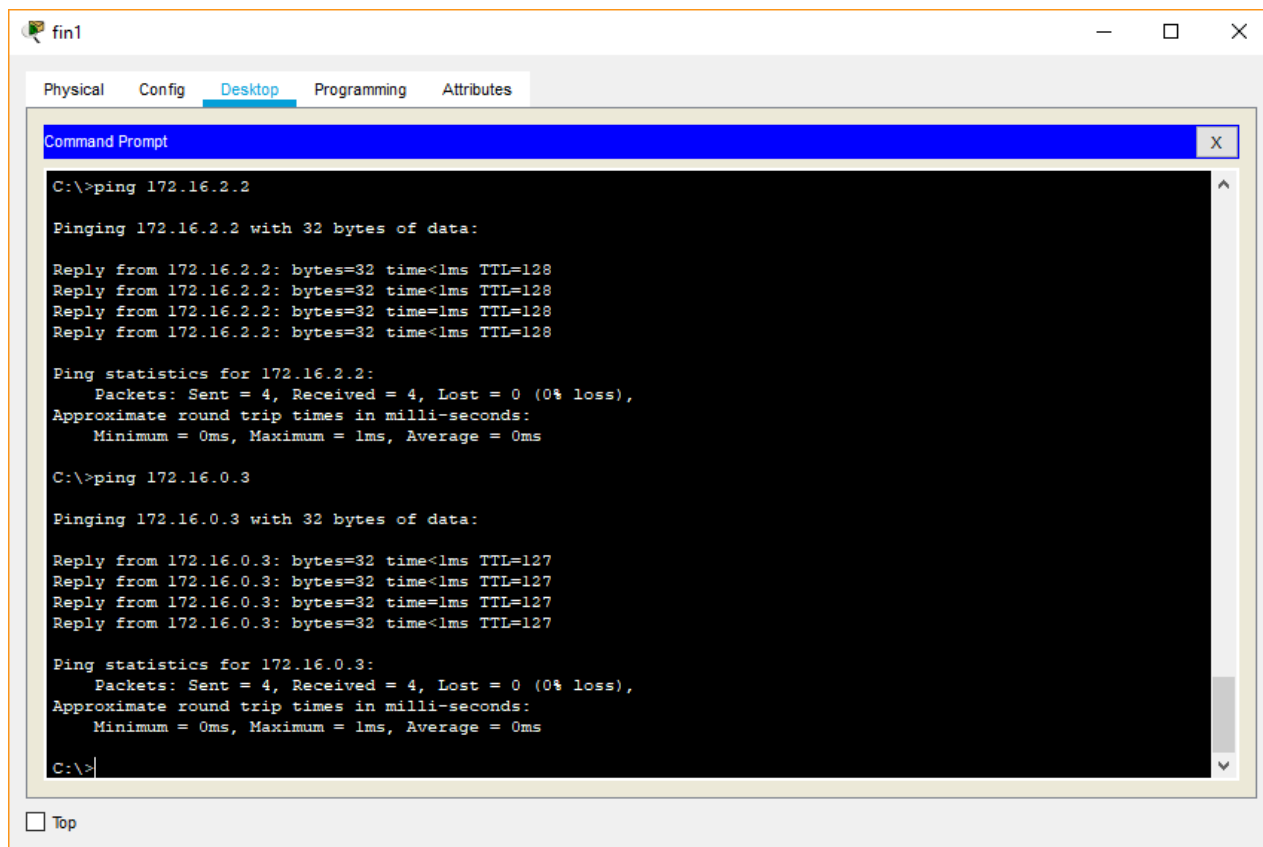 fin1
Physical Config Desktop Programming Attributes
Command Prompt X
C:\>ping 172.16.2.2
Pinging 172.16.2.2 with 32 bytes of data:
Reply from 172.16.2.2: bytes=32 time<1ms TTL=128
Reply from 172.16.2.2: bytes=32 time<1ms TTL=128
Reply from 172.16.2.2: bytes=32 time=1ms TTL=128
Reply from 172.16.2.2: bytes=32 time<1ms TTL=128
Ping statistics for 172.16.2.2:
Packets: Sent = 4, Received = 4, Lost = 0 (0% loss),
Approximate round trip times in milli-seconds:
Minimum = 0ms, Maximum = 1ms, Average = 0ms
C:\>ping 172.16.0.3
Pinging 172.16.0.3 with 32 bytes of data:
Reply from 172.16.0.3: bytes=32 time<1ms TTL=127
Reply from 172.16.0.3: bytes=32 time<1ms TTL=127
Reply from 172.16.0.3: bytes=32 time=1ms TTL=127
Reply from 172.16.0.3: bytes=32 time<1ms TTL=127
Ping statistics for 172.16.0.3:
Packets: Sent = 4, Received = 4, Lost = 0 (0% loss),
Approximate round trip times in milli-seconds:
Minimum = 0ms, Maximum = 1ms, Average = 0ms
C:\>
Top